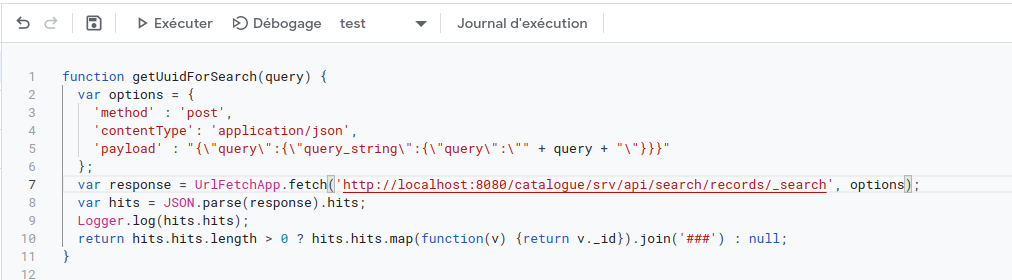 Exécuter Débogage test Journal d'exécution
1 function getUuidForSearch(query) {
2 var options = {
3 'method' : 'post',
4 'contentType': 'application/json',
5 'payload' : "{\"query\":{\"query_string\":{\"query\":\"" + query + "\"}}}"
6 };
7 var response = UrlFetchApp.fetch('http://localhost:8080/catalogue/srv/api/search/records/_search', options);
8 var hits = JSON.parse(response).hits;
9 Logger.log(hits.hits);
10 return hits.hits.length > 0 ? hits.hits.map(function(v) {return v._id}).join('###') : null;
11 }
12